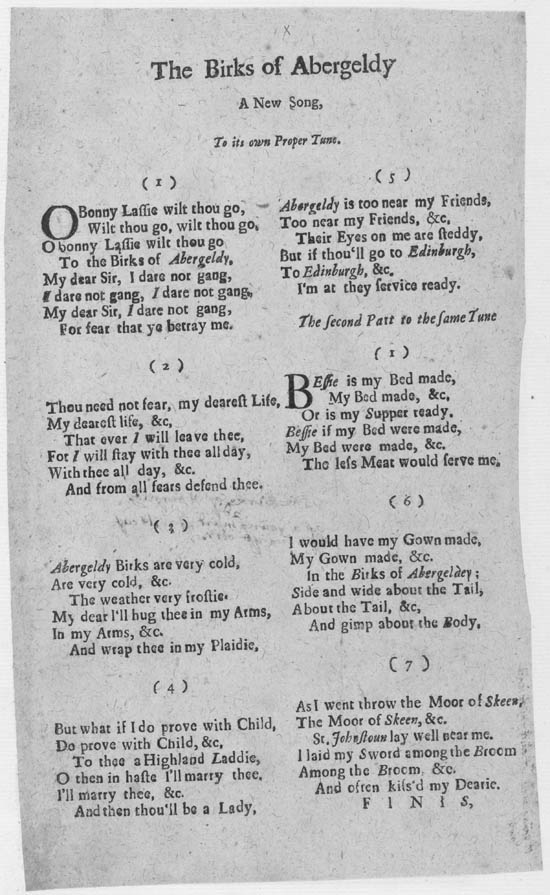 x
The Birks of Abergeldy
A New Song,
To its own Proper Tune.
( 1 )
O Bonny Lassie wilt thou go,
Wilt thou go, wilt thou go,
O bonny Laſſie wilt thou go
To the Birks of Abergeldy,
My dear Sir, I dare not gang,
I dare not gang, I dare not gang,
My dear Sir, I dare not gang,
For fear that ye betray me.
( 2 )
Thou need not fear, my deareſt Life,
My deareſt life, &c,
That ever I will leave thee,
For I will ſtay with thee all day,
With thee all day, &c.
And from all fears defend thee.
( 3 )
Abergeldy Birks are very cold,
Are very cold, &c.
The weather very froſtie.
My dear I'll hug thee in my Arms,
In my Arms, &c.
And wrap thee in my Plaidie,
( 4 )
But what if I do prove with Child,
Do prove with Child, &c,
To thee a Highland Laddie,
O then in haſte I'll marry thee.
I'll marry thee, &c.
And then thou'll be a Lady,
( 5 )
Abergeldy is too near my Friends,
Too near my Friends, &c,
Their Eyes on me are ſteddy,
But if thou'll go to Edinburgh,
To Edinburgh, &c.
I'm at they ſervice ready.
The ſecond Patt to the ſame Tune
( 1 )
BEſſie is my Bed made,
My Bed made, &c,
Or is my Supper ready.
Beſſie if my Bed were made,
My Bed were made, &c.
The leſs Meat would ſerve me.
( 6 )
I would have my Gown made,
My Gown made, &c.
In the Birks of Abergeldey;
Side and wide about the Tail,
About the Tail, &c,
And gimp about the Body.
( 7 )
As I went throw the Moor of Skeen,
The Moor of Skeen, &c.
St. Johnſtoun lay well near me.
I laid my Sword among the Broom
Among the Broom &c.
And often kiſs'd my Dearie.
F I N I S,